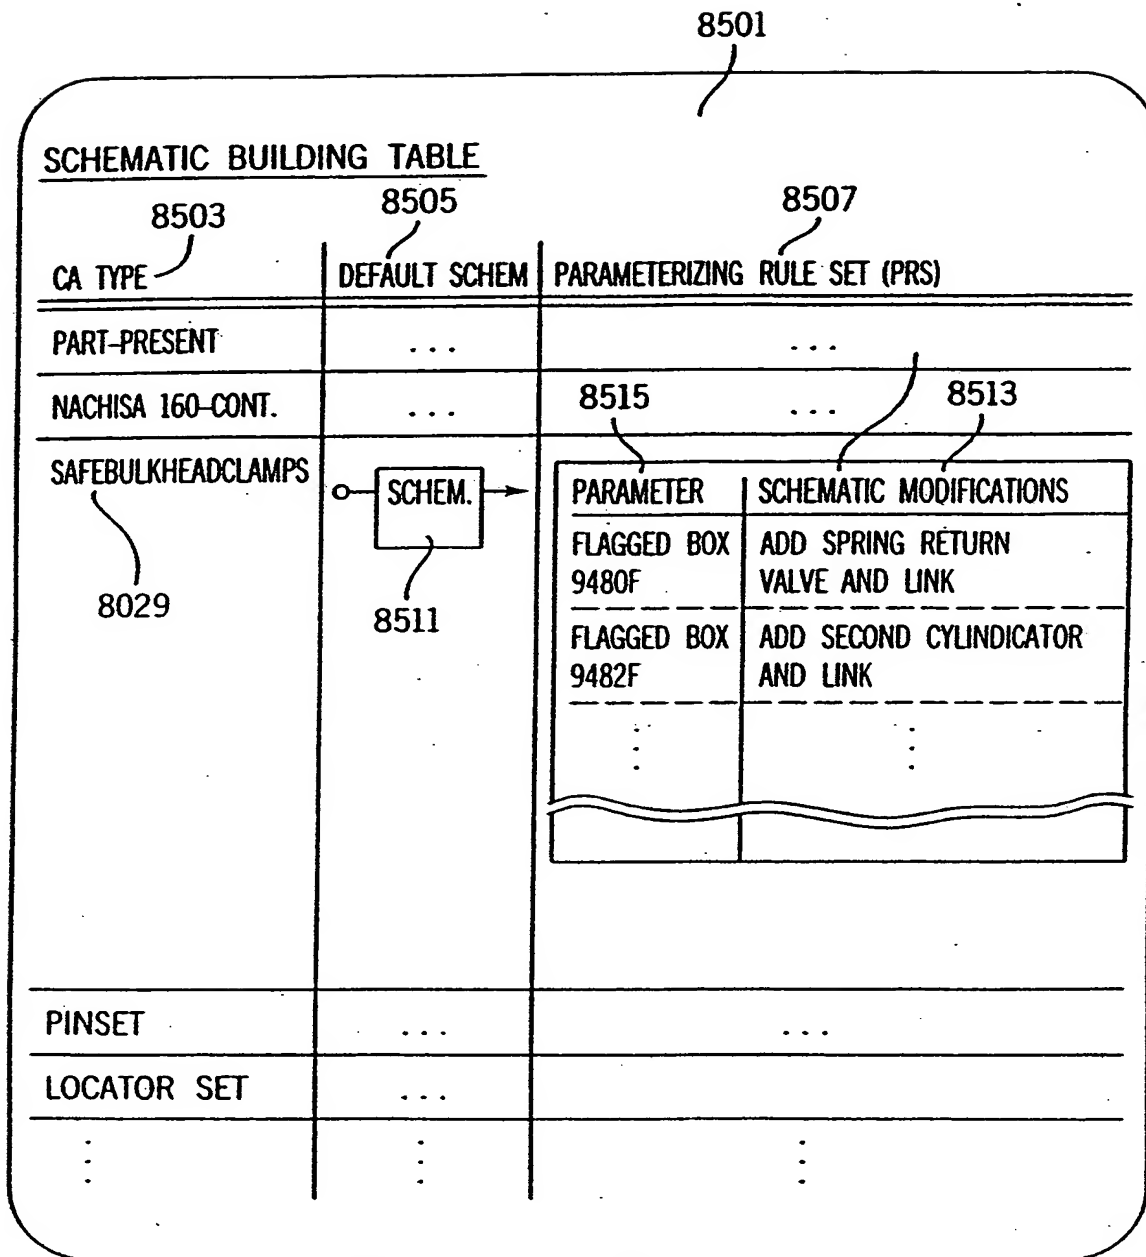 8501
SCHEMATIC BUILDING TABLE
8503 8505 8507
CA TYPE DEFAULT SCHEM PARAMETERIZING RULE SET (PRS)
PART-PRESENT ... ...
NACHISA 160-CONT. ... 8515 ... 8513
SAFEBULKHEADCLAMPS SCHEM. PARAMETER SCHEMATIC MODIFICATIONS
FLAGGED BOX ADD SPRING RETURN
9480F VALVE AND LINK
8029 8511
FLAGGED BOX ADD SECOND CYLINDICATOR
9482F AND LINK
PINSET ... ...
LOCATOR SET ...